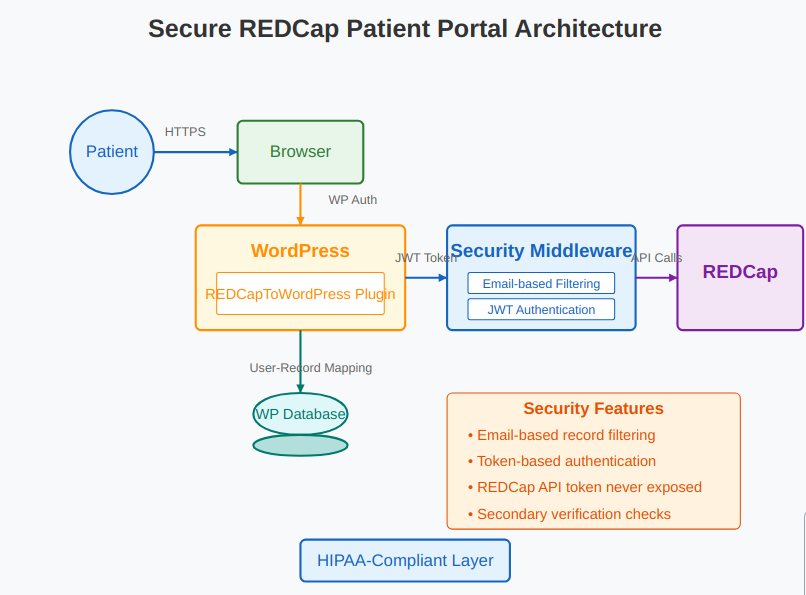 Secure REDCap Patient Portal Architecture
Patient
HTTPS
Browser
WP Auth
WordPress
REDCapToWordPress Plugin
JWT Token
Security Middleware
Email-based Filtering
JWT Authentication
API Calls
REDCap
User-Record Mapping
WP Database
Security Features
• Email-based record filtering
• Token-based authentication
• REDCap API token never exposed
• Secondary verification checks
HIPAA-Compliant Layer